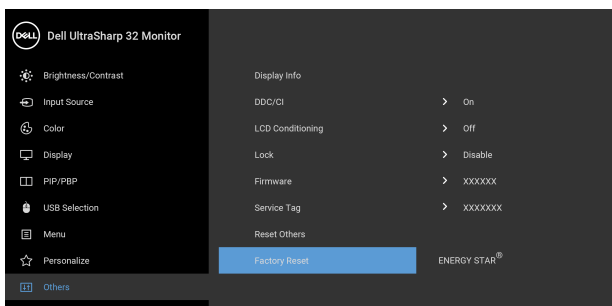 DELL Dell UltraSharp 32 Monitor
Brightness/Contrast Display Info
Input Source DDC/CI On
Color LCD Conditioning Off
Display Lock Disable
PIP/PBP Firmware XXXXXX
USB Selection Service Tag XXXXXXX
Menu Reset Others
Personalize Factory Reset ENERGY STAR®
Others